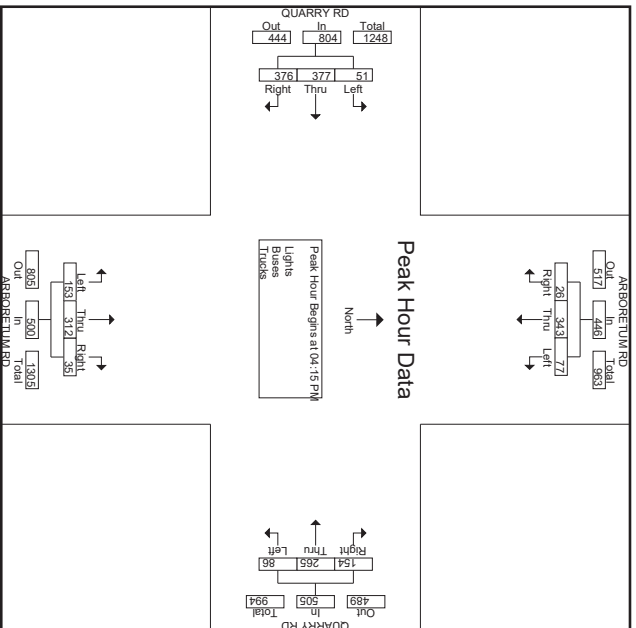 QUARRY RD
Out In Total
444 804 1248
376 377 51
Right Thru Left
ARBORETUM RD
Out In Total
805 500 1305
153 312 35
Left Thru Right
Peak Hour Data
North
Peak Hour Begins at 04:15 PM
Lights
Buses
Trucks
ARBORETUM RD
Out In Total
517 446 963
26 343 77
Right Thru Left
Left Thru Right
86 265 154
Total In Out
994 505 489
QUARRY RD